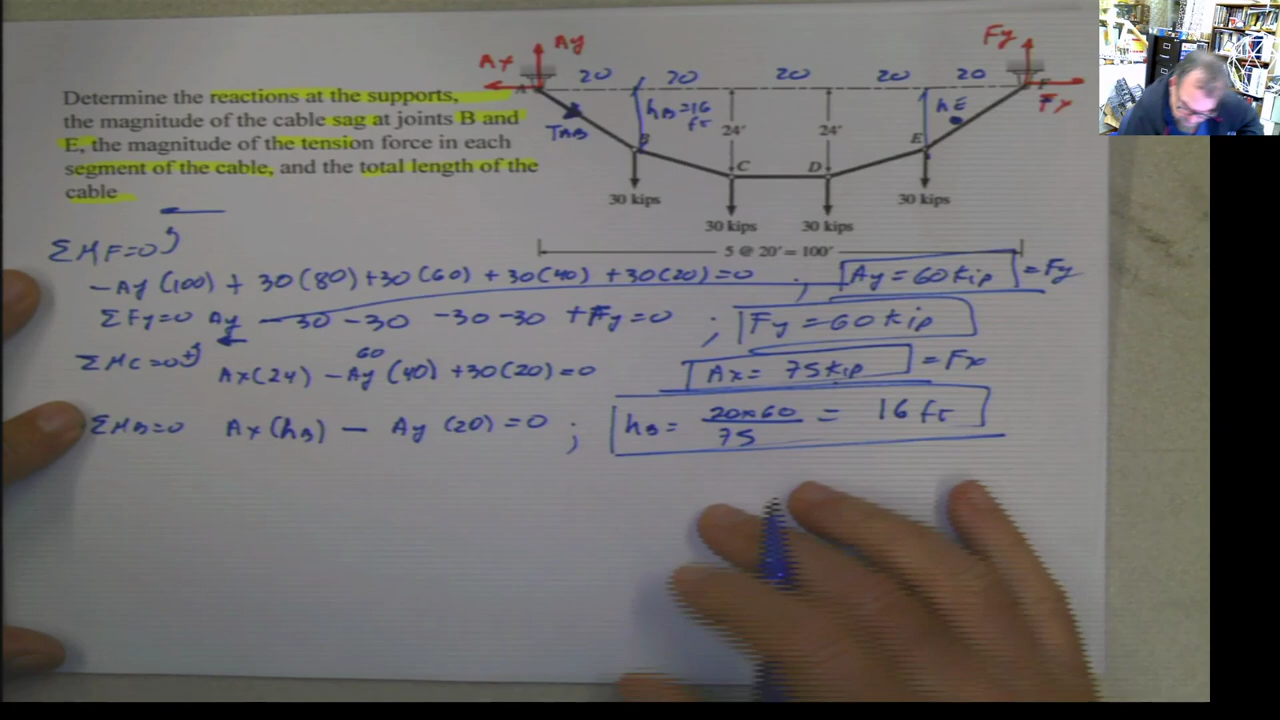 Ax Ay Fy
20 20 20 20 20
A F
Fx
Determine the reactions at the supports,
the magnitude of the cable sag at joints B and
E, the magnitude of the tension force in each
segment of the cable, and the total length of the
cable
hB=16
ft
hE
TAB
24' 24'
B C D E
30 kips 30 kips
30 kips 30 kips
5 @ 20' = 100'
ΣMF=0
-Ay (100) + 30(80) +30(60) + 30(40) +30(20)=0 ; Ay = 60 kip = Fy
ΣFy=0 Ay -30 -30 -30 -30 +Fy=0 ; Fy = 60 kip
ΣMC=0+ Ax(24) - Ay (40) +30(20)=0 Ax= 75 kip = Fx
60
ΣMB=0 Ax(hB) - Ay (20)=0 ; hB= 20x60/75 = 16 ft